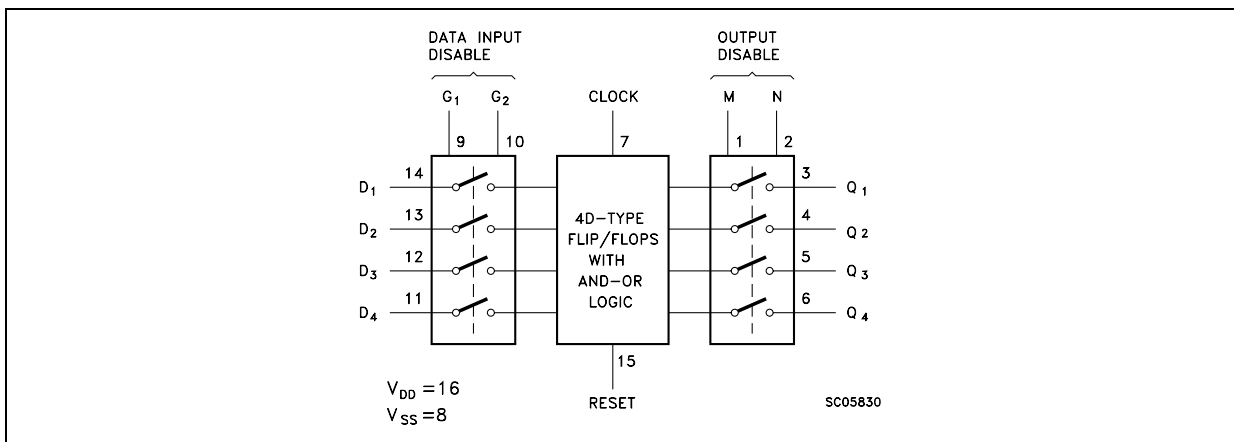 DATA INPUT
DISABLE
OUTPUT
DISABLE
G1 G2 CLOCK M N
9 10 7 1 2
D1 14 3 Q1
D2 13 4 Q2
D3 12 5 Q3
D4 11 6 Q4
4D-TYPE
FLIP/FLOPS
WITH
AND-OR
LOGIC
15
RESET
VDD =16
VSS =8
SC05830